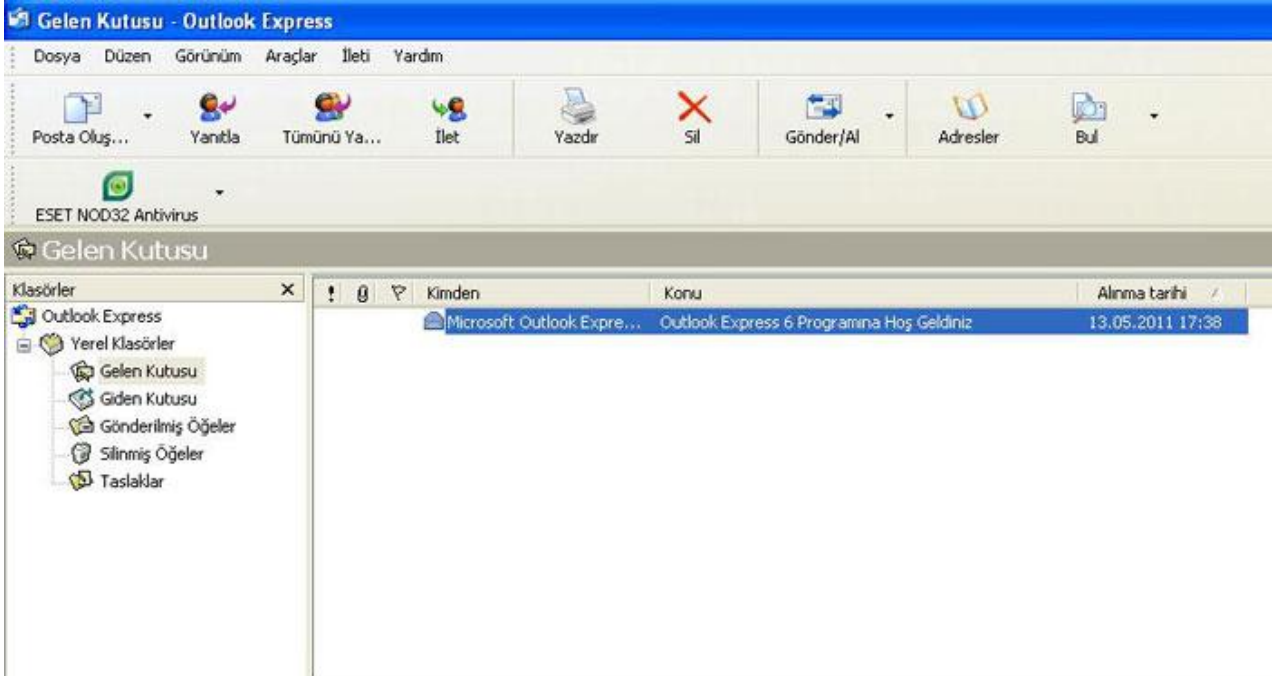 Gelen Kutusu - Outlook Express
Dosya Düzen Görünüm Araçlar İleti Yardım
Posta Oluş... Yanıtla Tümünü Ya... İlet Yazdır Sil Gönder/Al Adresler Bul
ESET NOD32 Antivirus
Gelen Kutusu
Klasörler
Outlook Express
Yerel Klasörler
Gelen Kutusu
Giden Kutusu
Gönderilmiş Öğeler
Silinmiş Öğeler
Taslaklar
! Kimden Konu Alınma tarihi
Microsoft Outlook Expre... Outlook Express 6 Programına Hoş Geldiniz 13.05.2011 17:38